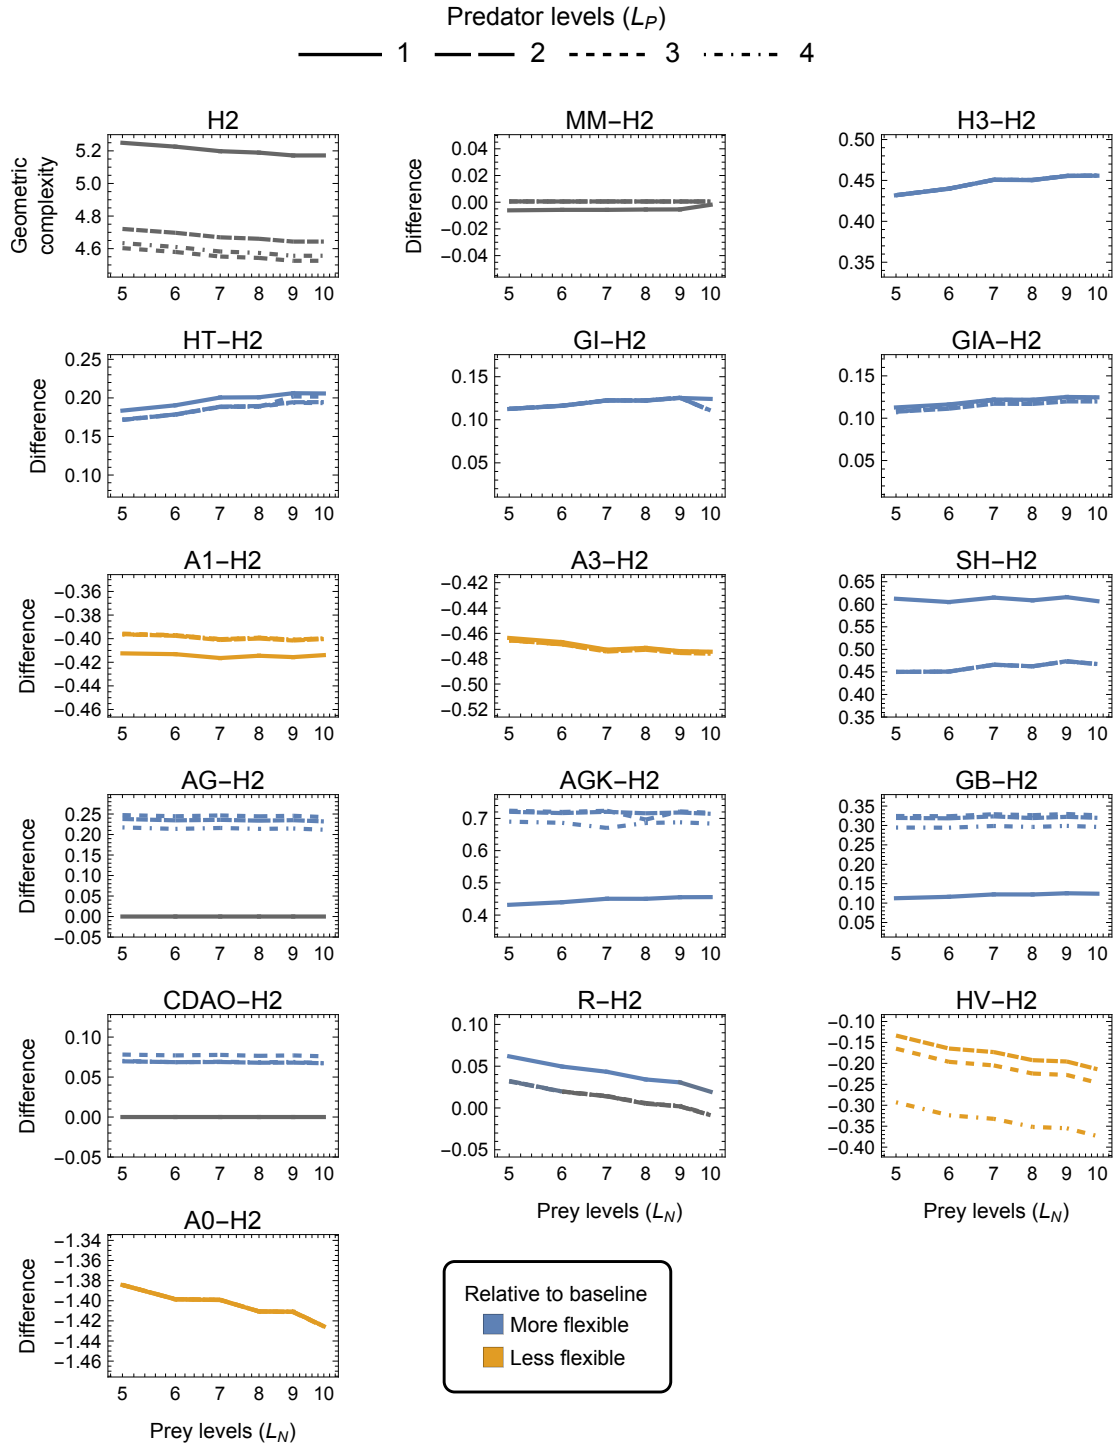 Predator levels (L_P)
1 2 3 4
H2
Geometric complexity
5.2
5.0
4.8
4.6
5 6 7 8 9 10
MM−H2
Difference
0.04
0.02
0.00
−0.02
−0.04
5 6 7 8 9 10
H3−H2
0.50
0.45
0.40
0.35
5 6 7 8 9 10
HT−H2
Difference
0.25
0.20
0.15
0.10
5 6 7 8 9 10
GI−H2
0.15
0.10
0.05
5 6 7 8 9 10
GIA−H2
0.15
0.10
0.05
5 6 7 8 9 10
A1−H2
Difference
−0.36
−0.38
−0.40
−0.42
−0.44
−0.46
5 6 7 8 9 10
A3−H2
−0.42
−0.44
−0.46
−0.48
−0.50
−0.52
5 6 7 8 9 10
SH−H2
0.65
0.60
0.55
0.50
0.45
0.40
0.35
5 6 7 8 9 10
AG−H2
Difference
0.25
0.20
0.15
0.10
0.05
0.00
−0.05
5 6 7 8 9 10
AGK−H2
0.7
0.6
0.5
0.4
5 6 7 8 9 10
GB−H2
0.35
0.30
0.25
0.20
0.15
0.10
0.05
5 6 7 8 9 10
CDAO−H2
Difference
0.10
0.05
0.00
−0.05
5 6 7 8 9 10
R−H2
0.10
0.05
0.00
−0.05
5 6 7 8 9 10
Prey levels (L_N)
HV−H2
−0.10
−0.15
−0.20
−0.25
−0.30
−0.35
−0.40
5 6 7 8 9 10
Prey levels (L_N)
A0−H2
Difference
−1.34
−1.36
−1.38
−1.40
−1.42
−1.44
−1.46
5 6 7 8 9 10
Prey levels (L_N)
Relative to baseline
More flexible
Less flexible